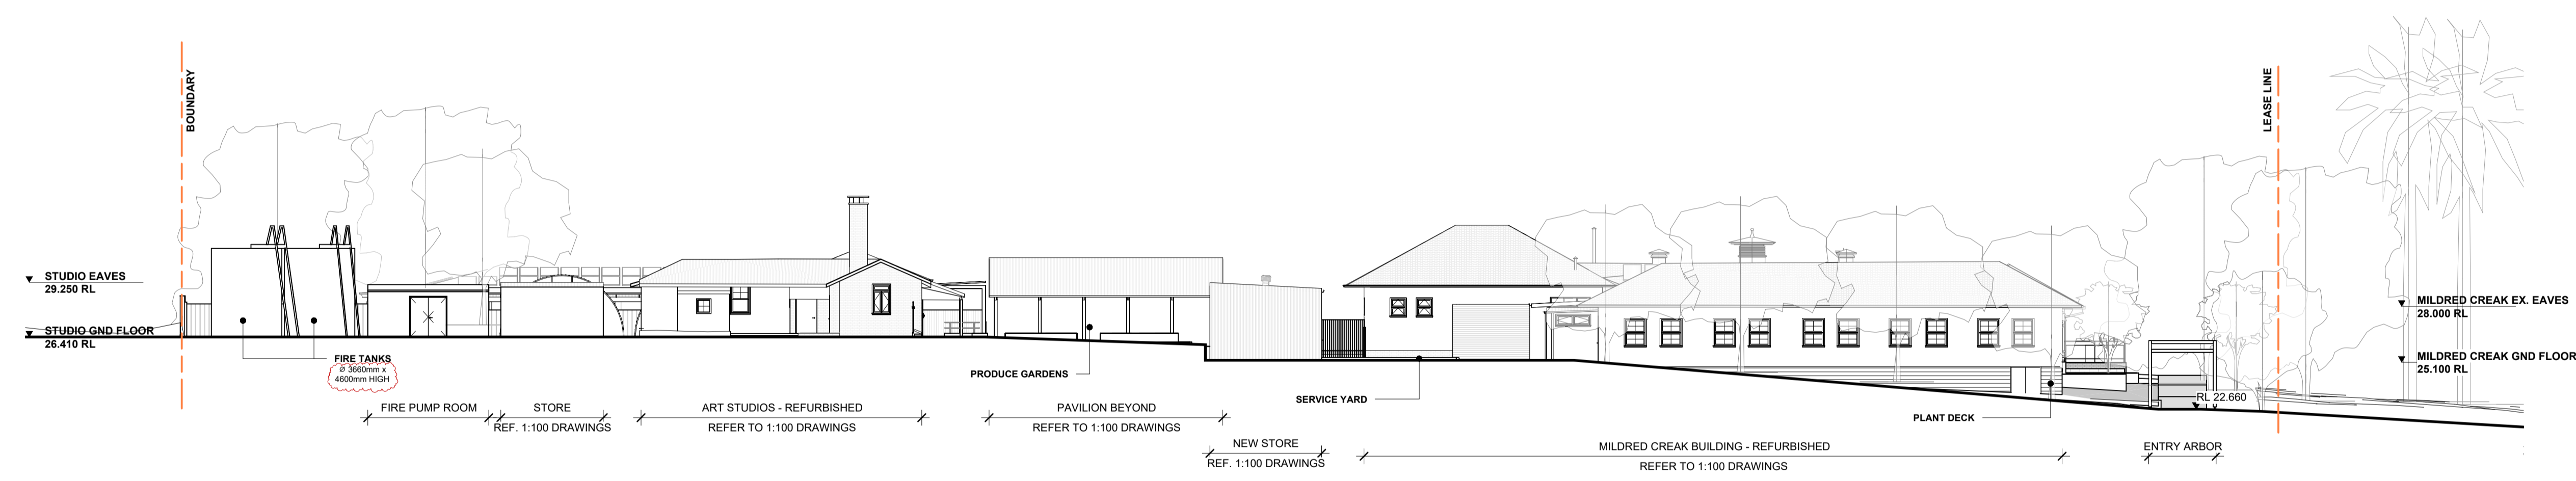 BOUNDARY
LEASE LINE
STUDIO EAVES
29.250 RL
STUDIO GND FLOOR
26.410 RL
FIRE TANKS
Ø 3660mm x
4600mm HIGH
FIRE PUMP ROOM
STORE
REF. 1:100 DRAWINGS
ART STUDIOS - REFURBISHED
REFER TO 1:100 DRAWINGS
PRODUCE GARDENS
PAVILION BEYOND
REFER TO 1:100 DRAWINGS
NEW STORE
REF. 1:100 DRAWINGS
SERVICE YARD
MILDRED CREAK BUILDING - REFURBISHED
REFER TO 1:100 DRAWINGS
PLANT DECK
ENTRY ARBOR
RL 22.660
MILDRED CREAK EX. EAVES
28.000 RL
MILDRED CREAK GND FLOOR
25.100 RL